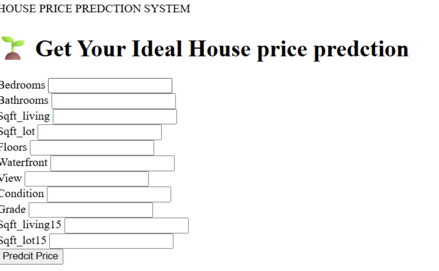 HOUSE PRICE PREDCTION SYSTEM
Get Your Ideal House price predction
Bedrooms
Bathrooms
Sqft_living
Sqft_lot
Floors
Waterfront
View
Condition
Grade
Sqft_living15
Sqft_lot15
Predcit Price